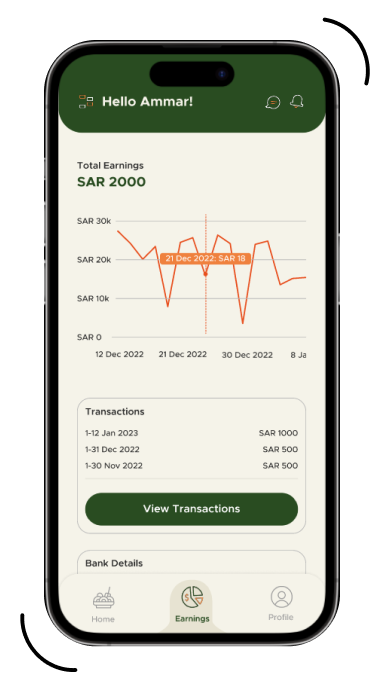 Hello Ammar!
Total Earnings
SAR 2000
SAR 30k
SAR 20k
21 Dec 2022: SAR 18
SAR 10k
SAR 0
12 Dec 2022 21 Dec 2022 30 Dec 2022 8 Ja
Transactions
1-12 Jan 2023 SAR 1000
1-31 Dec 2022 SAR 500
1-30 Nov 2022 SAR 500
View Transactions
Bank Details
Home Earnings Profile